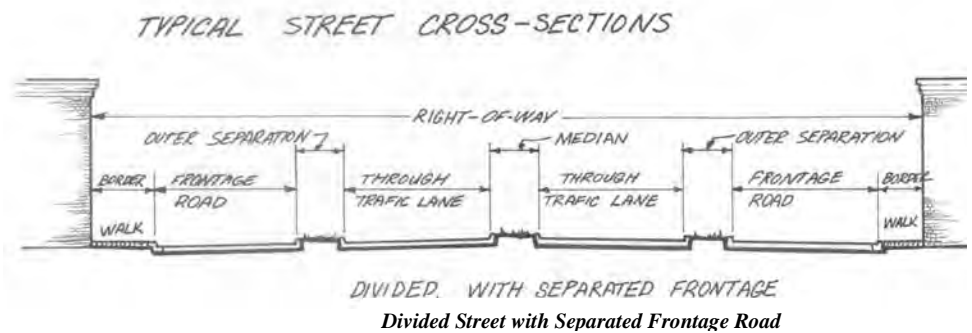 TYPICAL STREET CROSS-SECTIONS
RIGHT-OF-WAY
OUTER SEPARATION
MEDIAN
OUTER SEPARATION
BORDER
FRONTAGE
ROAD
THROUGH
TRAFIC LANE
THROUGH
TRAFIC LANE
FRONTAGE
ROAD
BORDER
WALK
WALK
DIVIDED, WITH SEPARATED FRONTAGE
Divided Street with Separated Frontage Road